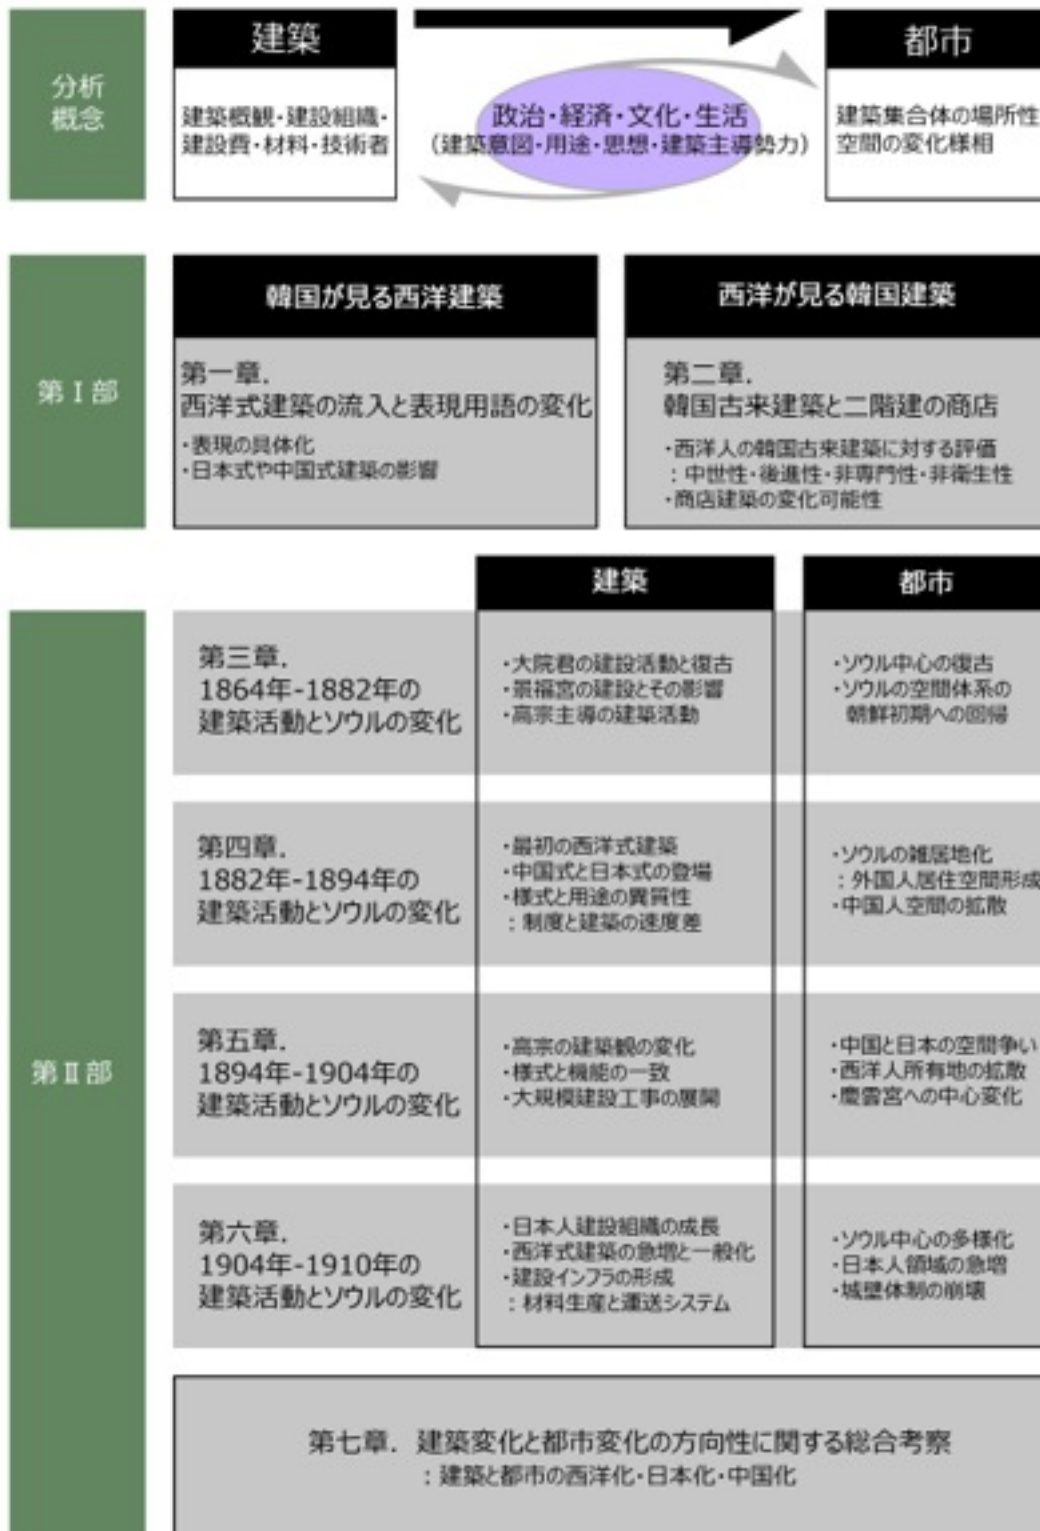 分析
概念
建築
都市
建築概観・建設組織・
建設費・材料・技術者
政治・経済・文化・生活
(建築意図・用途・思想・建築主導勢力)
建築集合体の場所性
空間の変化様相
第Ⅰ部
韓国が見る西洋建築
第一章.
西洋式建築の流入と表現用語の変化
・表現の具体化
・日本式や中国式建築の影響
西洋が見る韓国建築
第二章.
韓国古来建築と二階建の商店
・西洋人の韓国古来建築に対する評価
：中世性・後進性・非専門性・非衛生性
・商店建築の変化可能性
建築
都市
第Ⅱ部
第三章.
1864年-1882年の
建築活動とソウルの変化
・大院君の建設活動と復古
・景福宮の建設とその影響
・高宗主導の建築活動
・ソウル中心の復古
・ソウルの空間体系の
朝鮮初期への回帰
第四章.
1882年-1894年の
建築活動とソウルの変化
・最初の西洋式建築
・中国式と日本式の登場
・様式と用途の異質性
：制度と建築の速度差
・ソウルの雑居地化
：外国人居住空間形成
・中国人空間の拡散
第五章.
1894年-1904年の
建築活動とソウルの変化
・高宗の建築観の変化
・様式と機能の一致
・大規模建設工事の展開
・中国と日本の空間争い
・西洋人所有地の拡散
・慶雲宮への中心変化
第六章.
1904年-1910年の
建築活動とソウルの変化
・日本人建設組織の成長
・西洋式建築の急増と一般化
・建設インフラの形成
：材料生産と運送システム
・ソウル中心の多様化
・日本人領域の急増
・城壁体制の崩壊
第七章. 建築変化と都市変化の方向性に関する総合考察
：建築と都市の西洋化・日本化・中国化